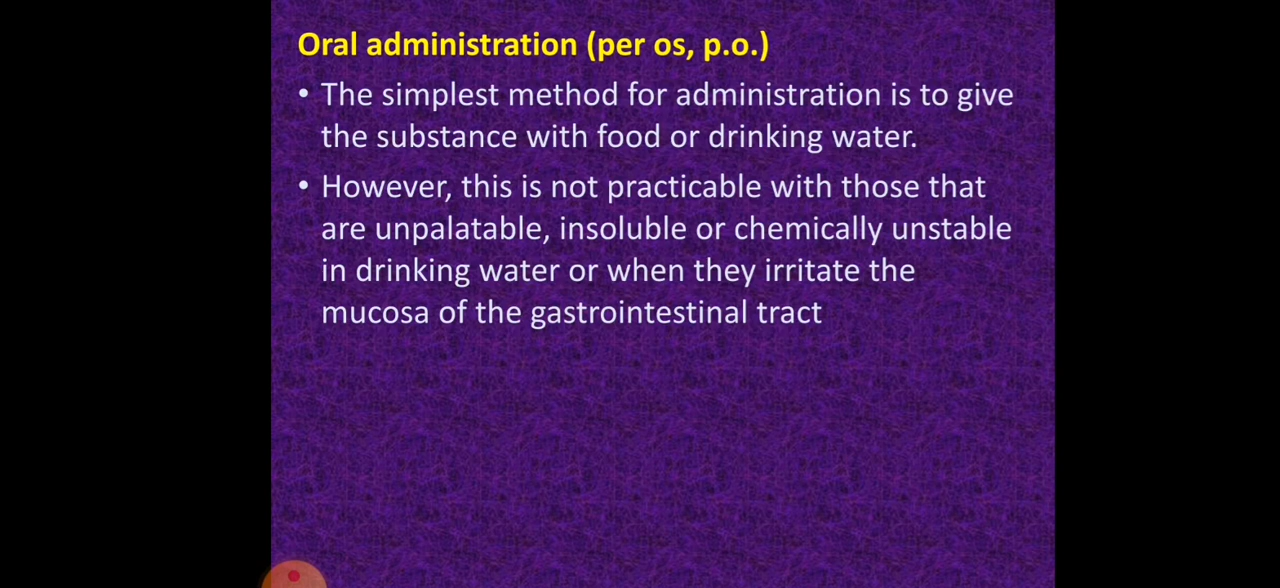 Oral administration (per os, p.o.)
• The simplest method for administration is to give
the substance with food or drinking water.
• However, this is not practicable with those that
are unpalatable, insoluble or chemically unstable
in drinking water or when they irritate the
mucosa of the gastrointestinal tract